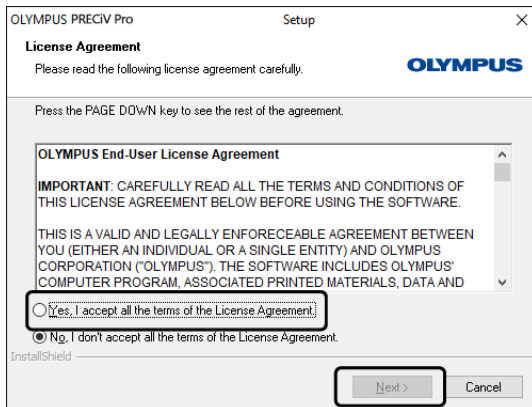 OLYMPUS PRECiV Pro Setup
License Agreement
Please read the following license agreement carefully.
OLYMPUS
Press the PAGE DOWN key to see the rest of the agreement.
OLYMPUS End-User License Agreement
IMPORTANT: CAREFULLY READ ALL THE TERMS AND CONDITIONS OF
THIS LICENSE AGREEMENT BELOW BEFORE USING THE SOFTWARE.
THIS IS A VALID AND LEGALLY ENFORECEABLE AGREEMENT BETWEEN
YOU (EITHER AN INDIVIDUAL OR A SINGLE ENTITY) AND OLYMPUS
CORPORATION ("OLYMPUS"). THE SOFTWARE INCLUDES OLYMPUS'
COMPUTER PROGRAM, ASSOCIATED PRINTED MATERIALS, DATA AND
Yes, I accept all the terms of the License Agreement.
No, I don't accept all the terms of the License Agreement.
InstallShield
Next >
Cancel